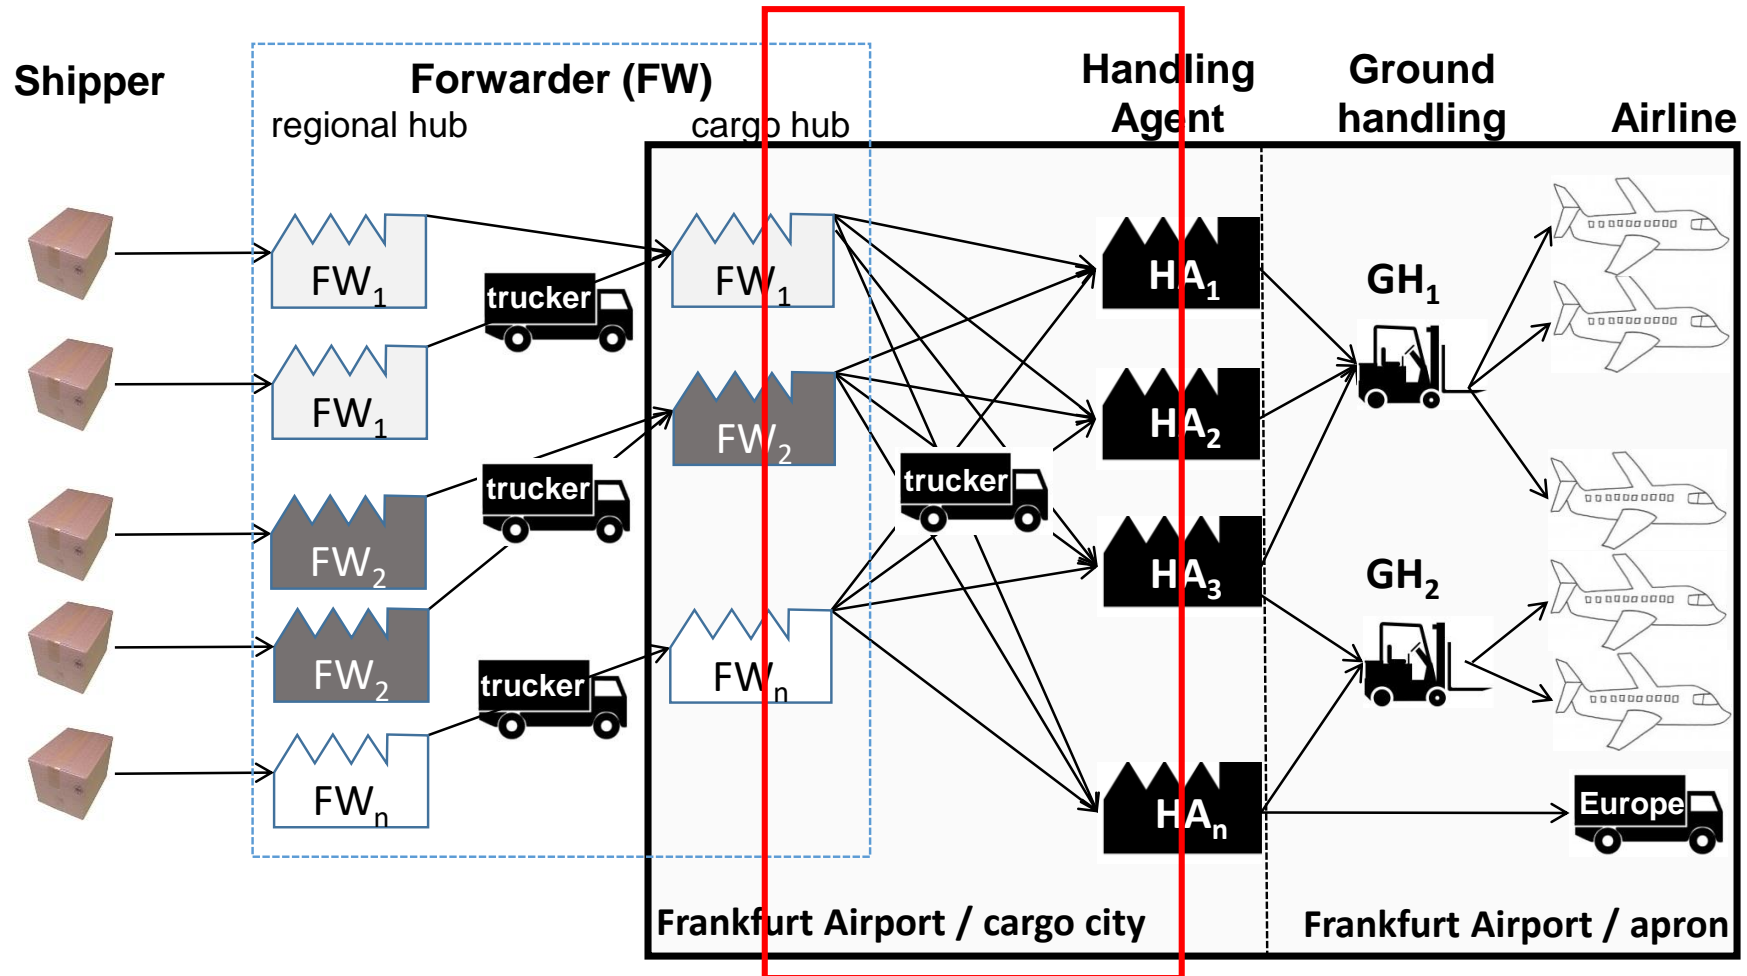 Shipper
Forwarder (FW)
regional hub
cargo hub
Handling
Agent
Ground
handling
Airline
FW1
FW1
FW2
FW2
FWn
trucker
trucker
trucker
FW1
FW2
FWn
trucker
HA1
HA2
HA3
HAn
GH1
GH2
Europe
Frankfurt Airport / cargo city
Frankfurt Airport / apron